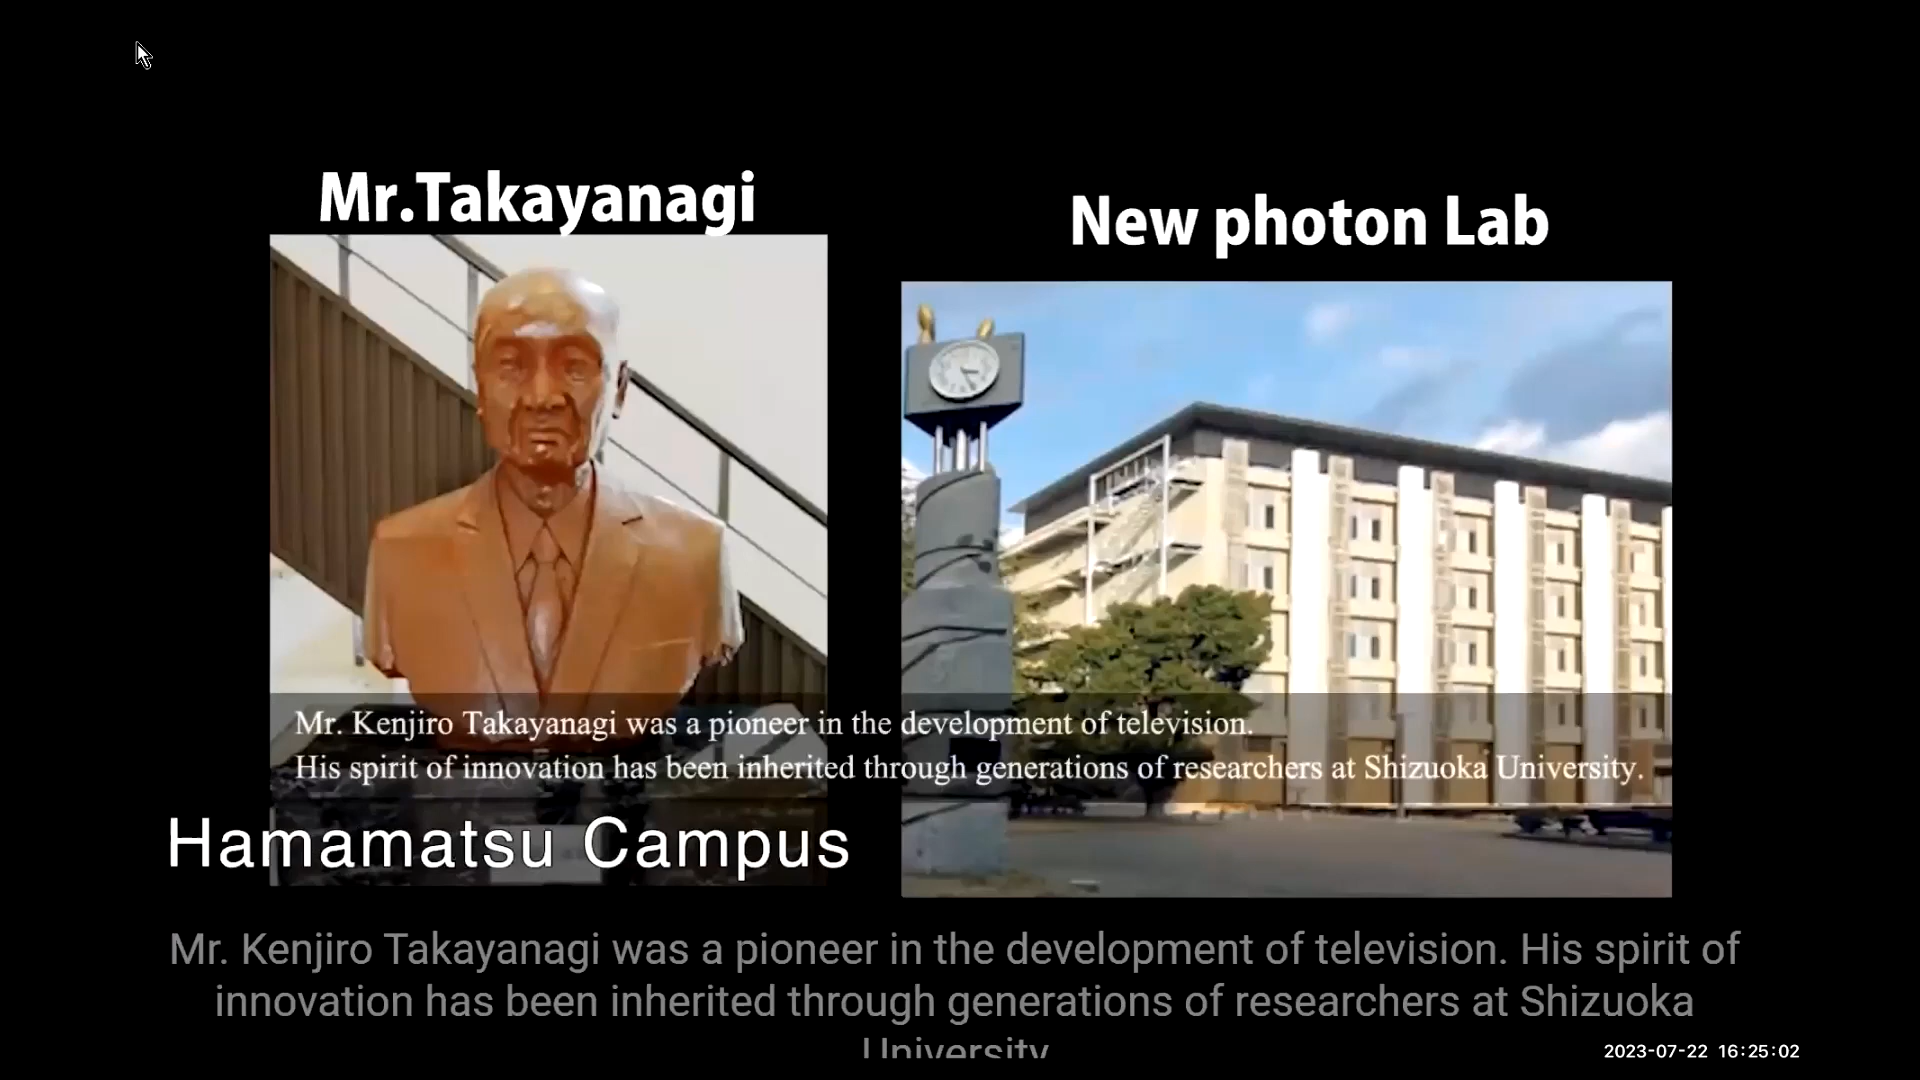 Mr.Takayanagi
New photon Lab
Mr. Kenjiro Takayanagi was a pioneer in the development of television.
His spirit of innovation has been inherited through generations of researchers at Shizuoka University.
Hamamatsu Campus
Mr. Kenjiro Takayanagi was a pioneer in the development of television. His spirit of
innovation has been inherited through generations of researchers at Shizuoka
University
2023-07-22 16:25:02